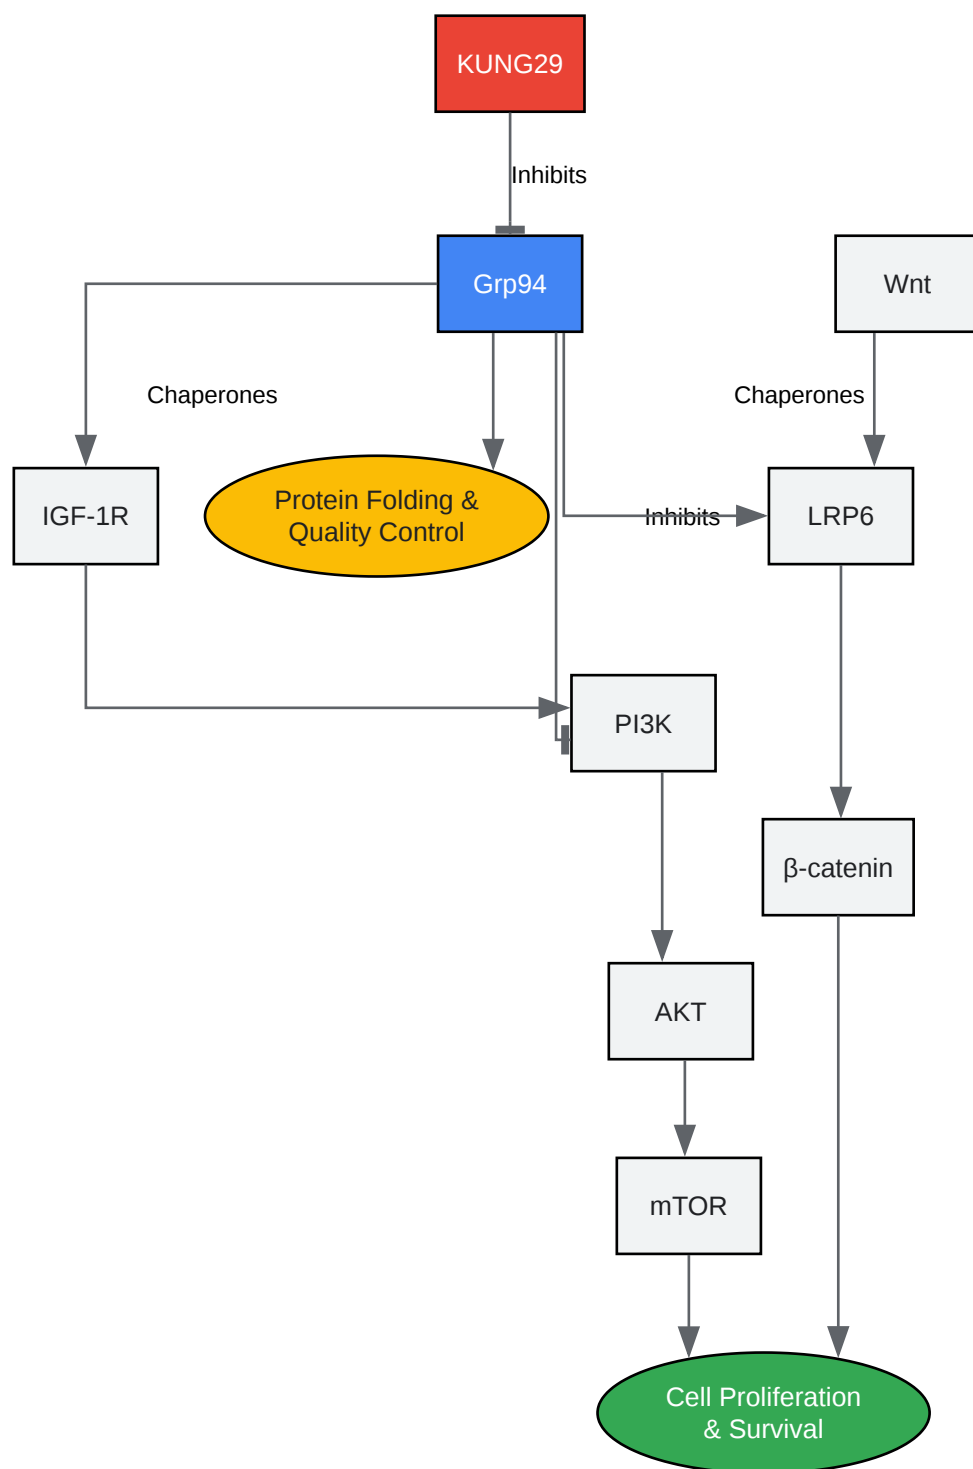 KUNG29
Inhibits
Grp94
Wnt
Chaperones
Chaperones
IGF-1R
Protein Folding &
Quality Control
Inhibits
LRP6
PI3K
β-catenin
AKT
mTOR
Cell Proliferation
& Survival